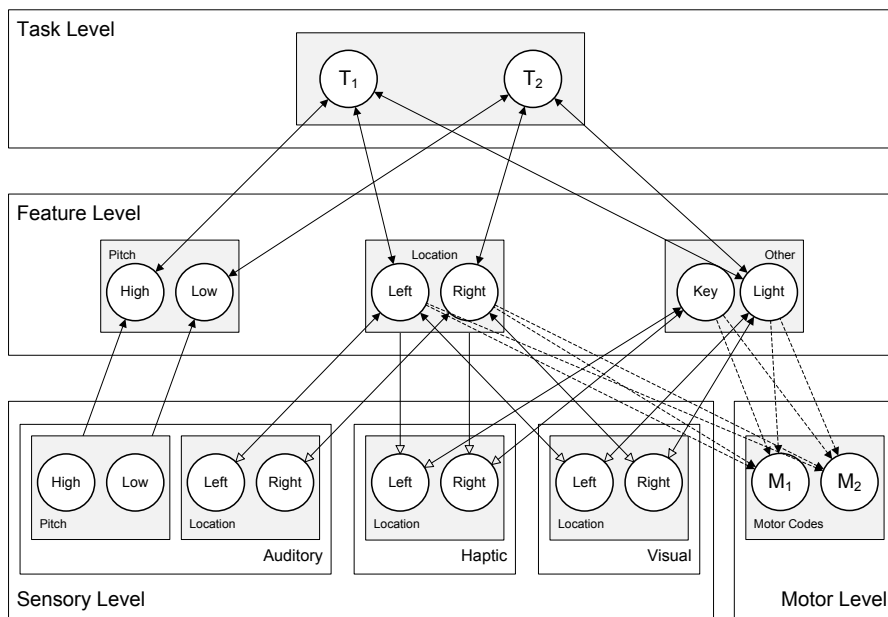 Task Level
T1 T2
Feature Level
Pitch
High Low
Location
Left Right
Other
Key Light
High Low
Pitch
Left Right
Location
Auditory
Left Right
Location
Haptic
Left Right
Location
Visual
Sensory Level
M1 M2
Motor Codes
Motor Level